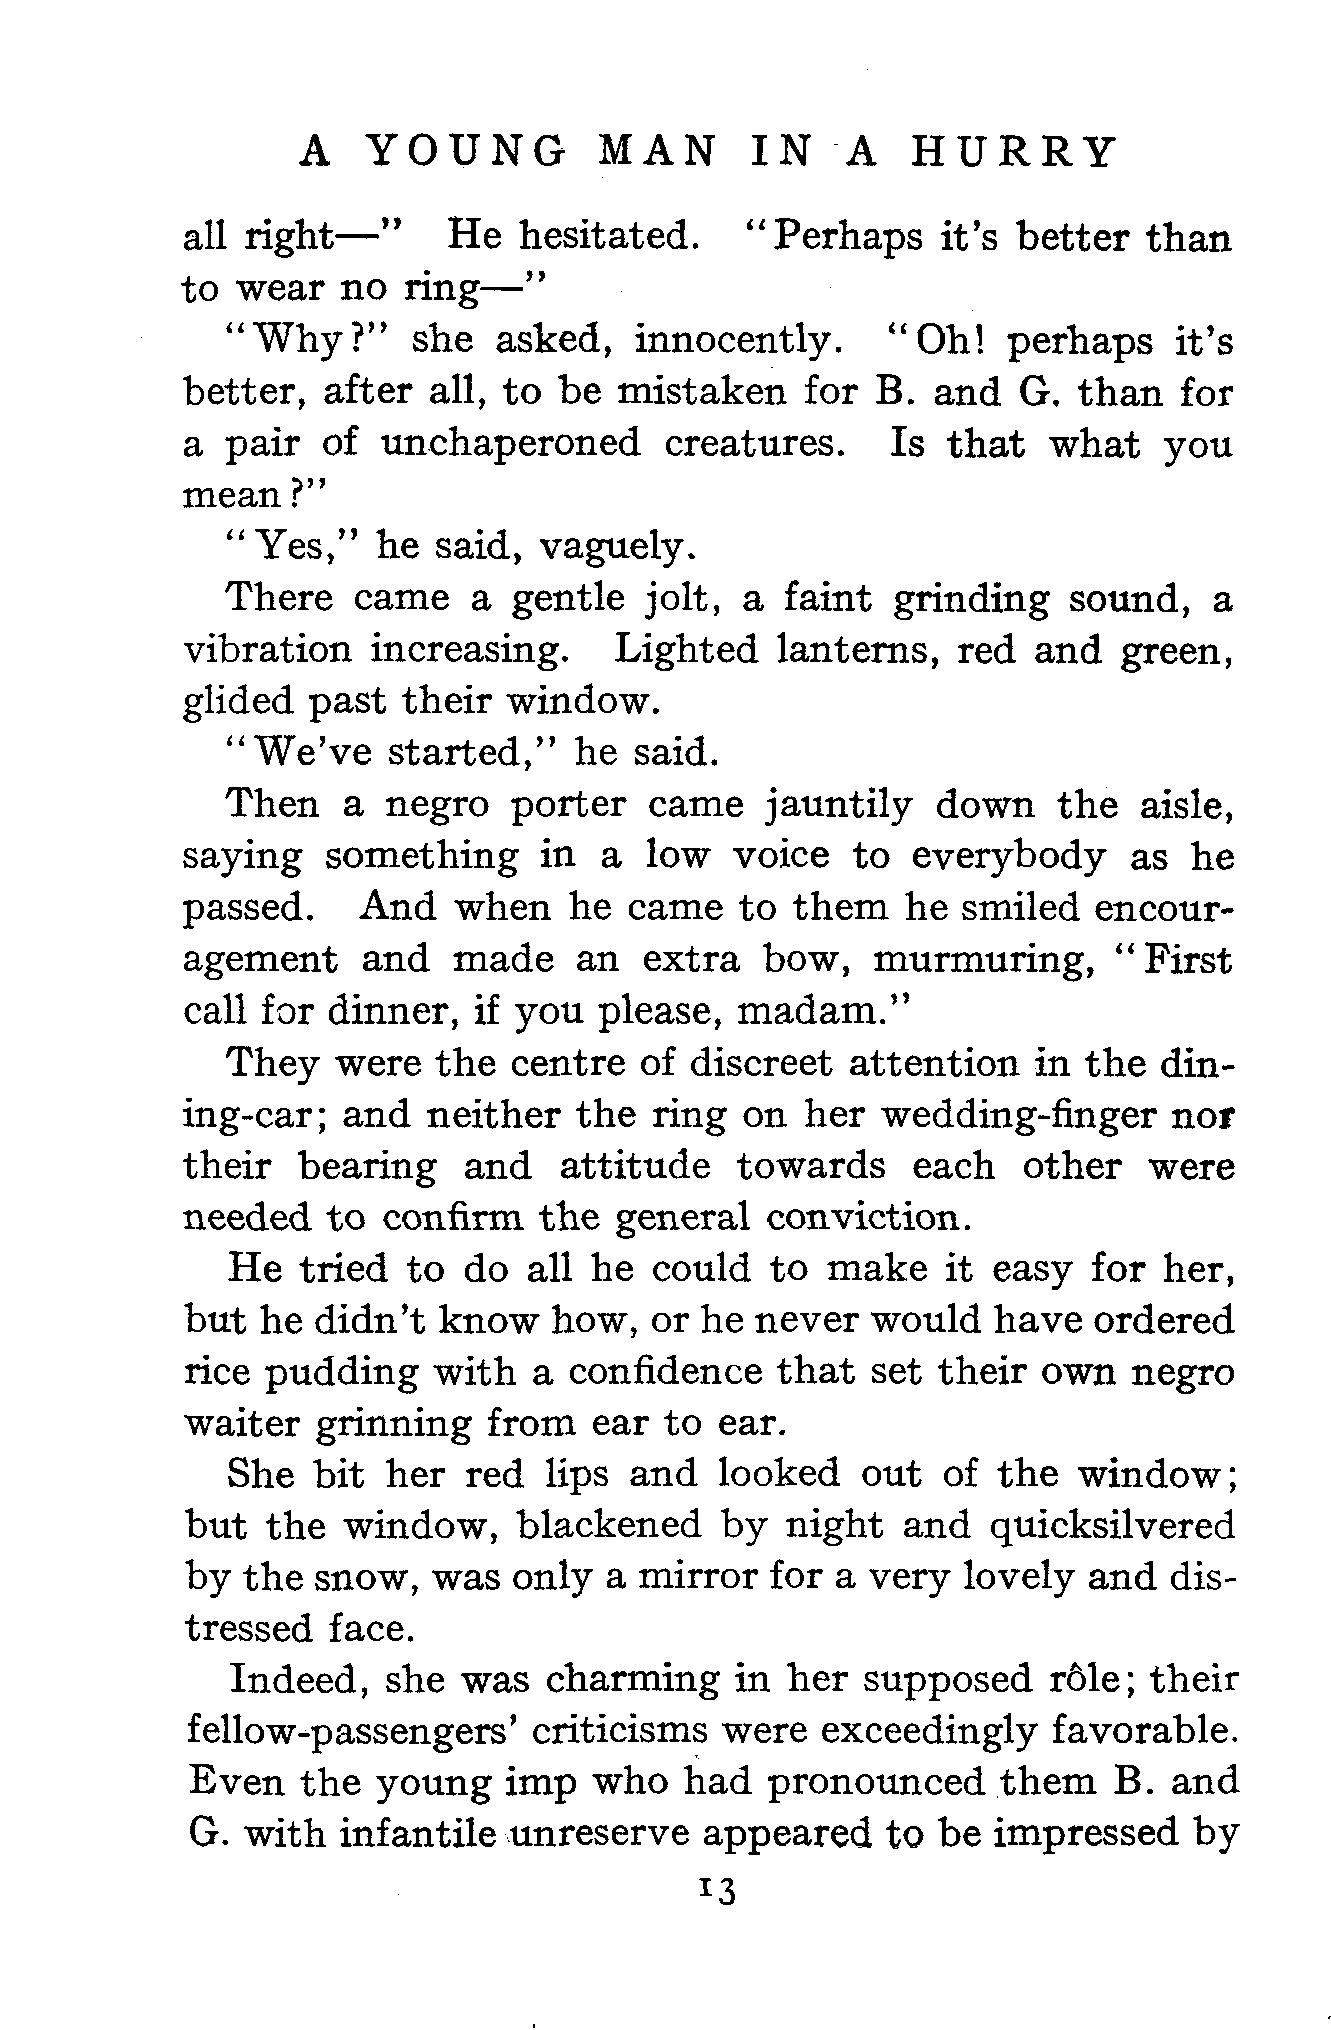 A YOUNG MAN IN A HURRY
all right—" He hesitated. "Perhaps it's better than
to wear no ring—"
"Why?" she asked, innocently. "Oh! perhaps it's
better, after all, to be mistaken for B. and G. than for
a pair of unchaperoned creatures. Is that what you
mean?"
"Yes," he said, vaguely.
There came a gentle jolt, a faint grinding sound, a
vibration increasing. Lighted lanterns, red and green,
glided past their window.
"We've started," he said.
Then a negro porter came jauntily down the aisle,
saying something in a low voice to everybody as he
passed. And when he came to them he smiled encour-
agement and made an extra bow, murmuring, "First
call for dinner, if you please, madam."
They were the centre of discreet attention in the din-
ing-car; and neither the ring on her wedding-finger nor
their bearing and attitude towards each other were
needed to confirm the general conviction.
He tried to do all he could to make it easy for her,
but he didn't know how, or he never would have ordered
rice pudding with a confidence that set their own negro
waiter grinning from ear to ear.
She bit her red lips and looked out of the window;
but the window, blackened by night and quicksilvered
by the snow, was only a mirror for a very lovely and dis-
tressed face.
Indeed, she was charming in her supposed rôle; their
fellow-passengers' criticisms were exceedingly favorable.
Even the young imp who had pronounced them B. and
G. with infantile unreserve appeared to be impressed by
13